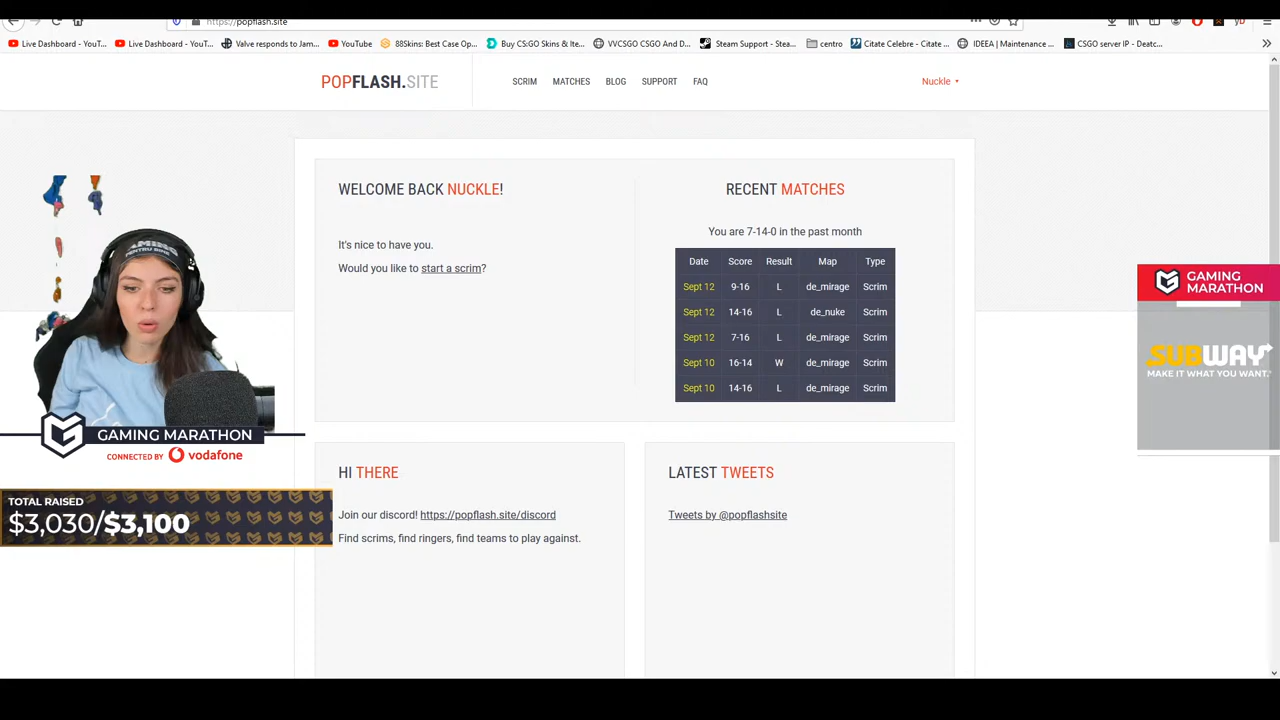 https://popflash.site
Live Dashboard - YouT...
Live Dashboard - YouT...
Valve responds to Jam...
YouTube
88Skins: Best Case Op...
Buy CS:GO Skins & Ite...
VVCSGO CSGO And D...
Steam Support - Stea...
centro
Citate Celebre - Citate ...
IDEEA | Maintenance ...
CSGO server IP - Deatc...
POPFLASH.SITE
SCRIM MATCHES BLOG SUPPORT FAQ
Nuckle
WELCOME BACK NUCKLE!
It's nice to have you.
Would you like to start a scrim?
RECENT MATCHES
You are 7-14-0 in the past month
Date Score Result Map Type
Sept 12 9-16 L de_mirage Scrim
Sept 12 14-16 L de_nuke Scrim
Sept 12 7-16 L de_mirage Scrim
Sept 10 16-14 W de_mirage Scrim
Sept 10 14-16 L de_mirage Scrim
GAMING
MARATHON
SUBWAY
MAKE IT WHAT YOU WANT.
GAMING MARATHON
CONNECTED BY vodafone
TOTAL RAISED
$3,030/$3,100
HI THERE
Join our discord! https://popflash.site/discord
Find scrims, find ringers, find teams to play against.
LATEST TWEETS
Tweets by @popflashsite